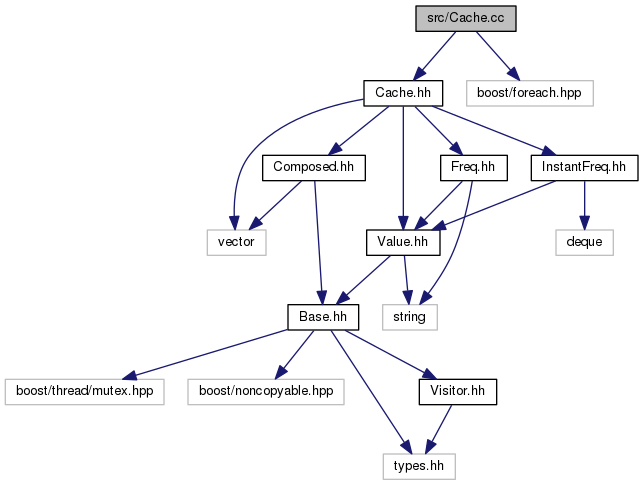 src/Cache.cc
Cache.hh
boost/foreach.hpp
Composed.hh
Freq.hh
InstantFreq.hh
vector
Value.hh
deque
Base.hh
string
boost/thread/mutex.hpp
boost/noncopyable.hpp
Visitor.hh
types.hh